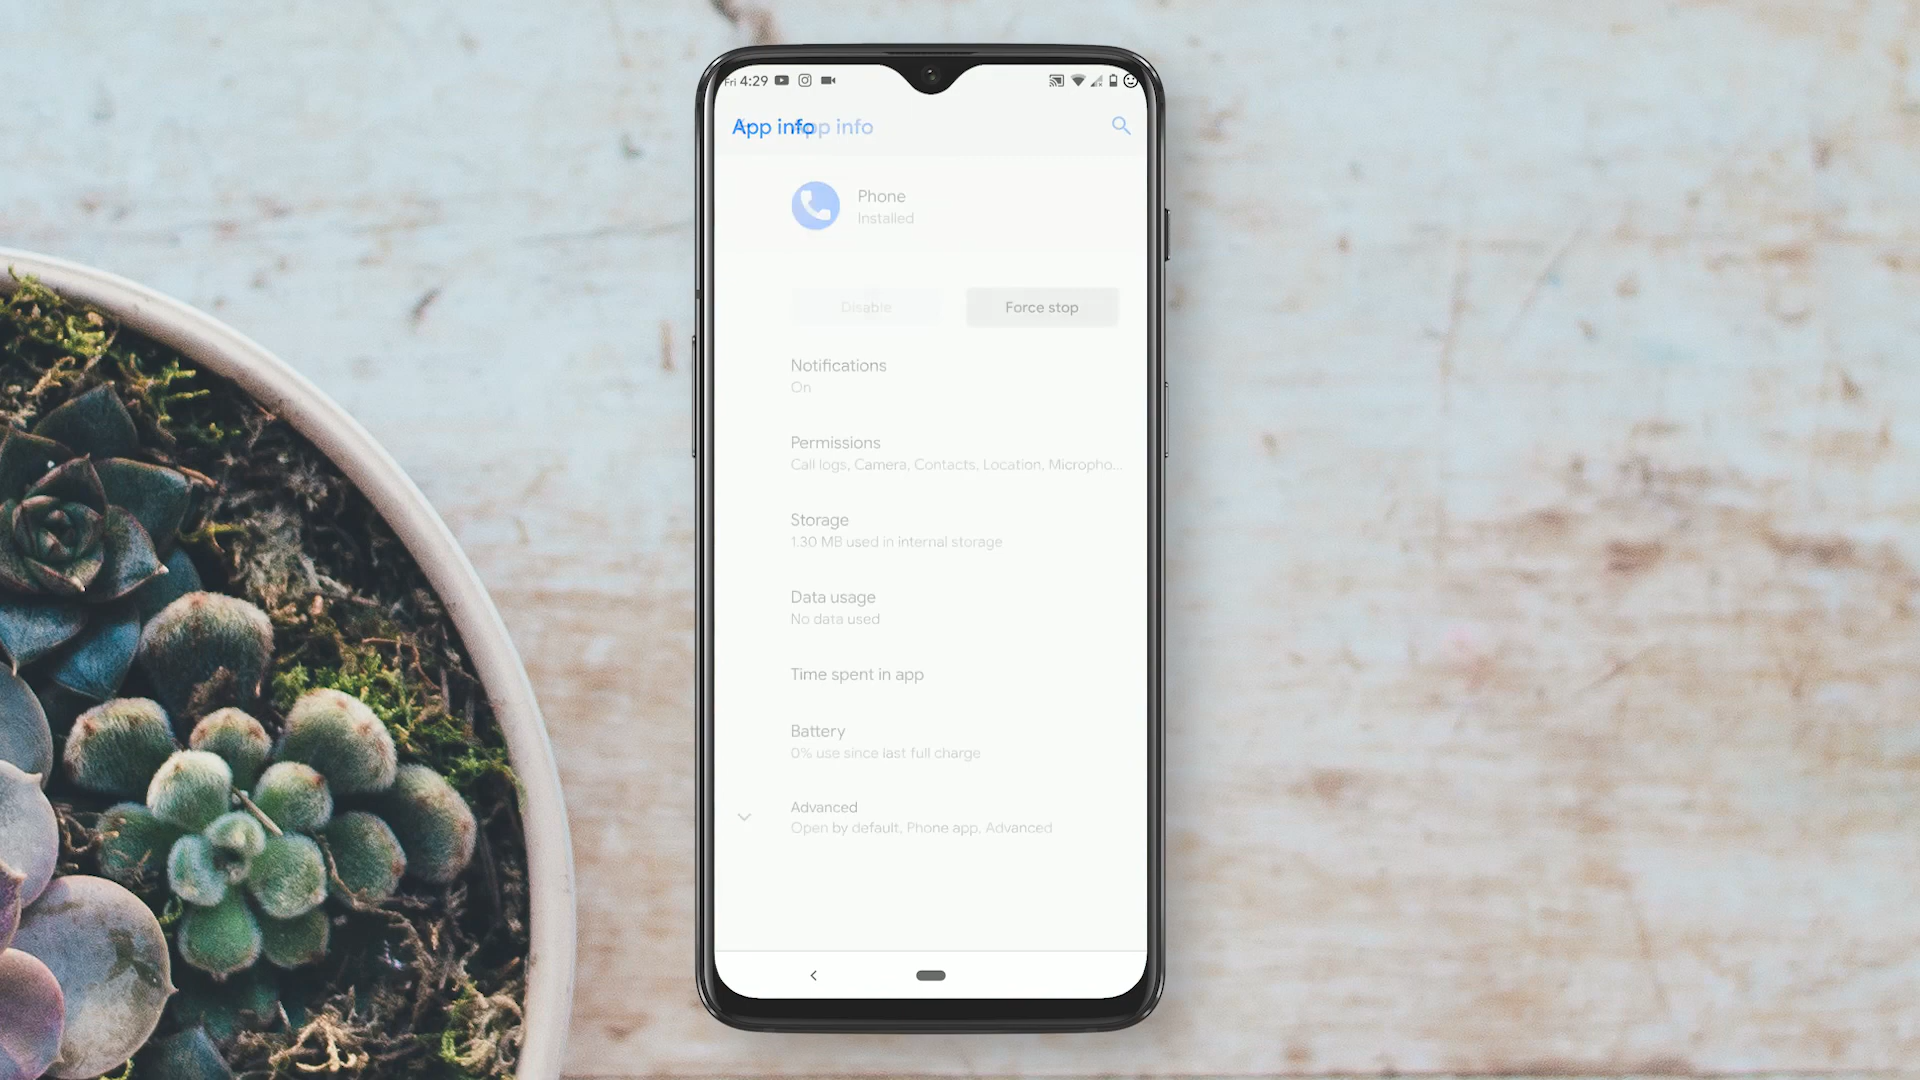 Fri 4:29
App info App info
Phone
Installed
Disable
Force stop
Notifications
On
Permissions
Call logs, Camera, Contacts, Location, Micropho...
Storage
1.30 MB used in internal storage
Data usage
No data used
Time spent in app
Battery
0% use since last full charge
Advanced
Open by default, Phone app, Advanced